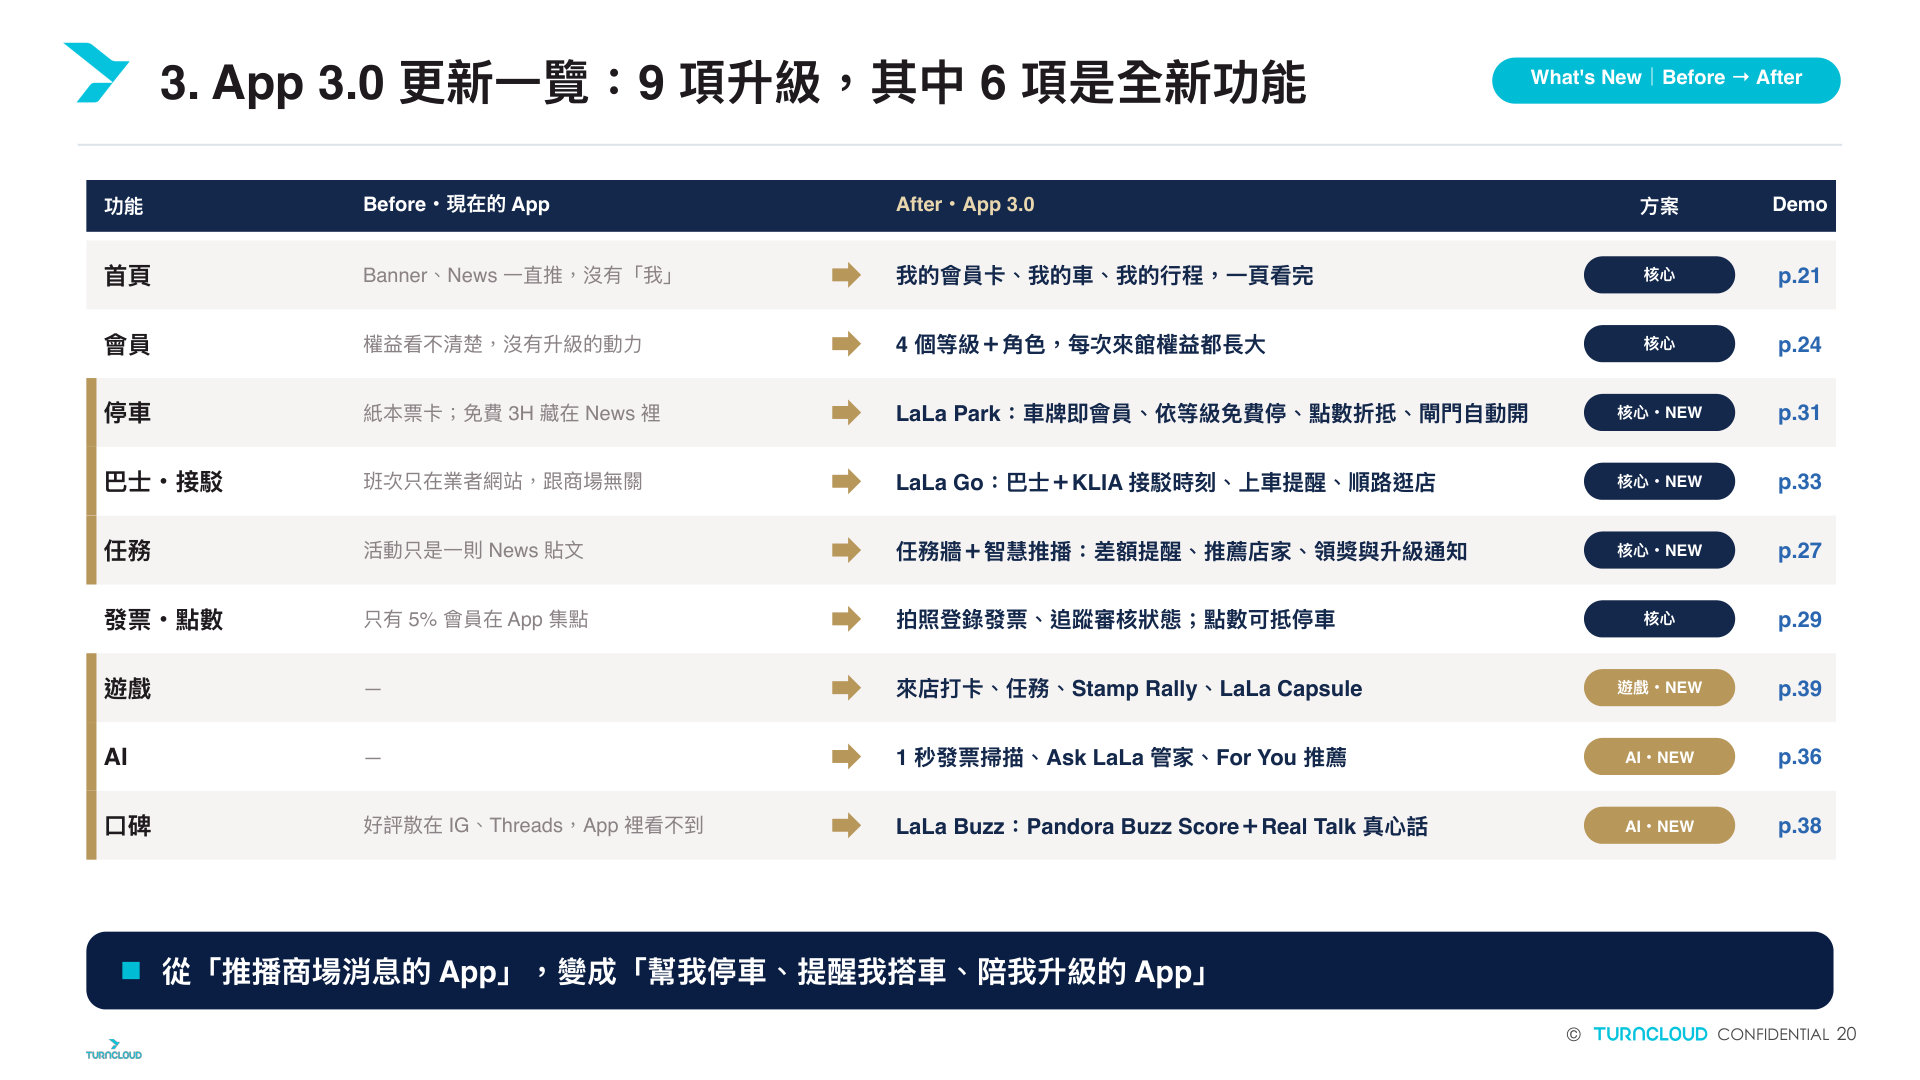 3. App 3.0 更新一覽：9 項升級，其中 6 項是全新功能
What's New｜Before → After
功能 Before・現在的 App After・App 3.0 方案 Demo
首頁 Banner、News 一直推，沒有「我」 我的會員卡、我的車、我的行程，一頁看完 核心 p.21
會員 權益看不清楚，沒有升級的動力 4 個等級＋角色，每次來館權益都長大 核心 p.24
停車 紙本票卡；免費 3H 藏在 News 裡 LaLa Park：車牌即會員、依等級免費停、點數折抵、閘門自動開 核心・NEW p.31
巴士・接駁 班次只在業者網站，跟商場無關 LaLa Go：巴士＋KLIA 接駁時刻、上車提醒、順路逛店 核心・NEW p.33
任務 活動只是一則 News 貼文 任務牆＋智慧推播：差額提醒、推薦店家、領獎與升級通知 核心・NEW p.27
發票・點數 只有 5% 會員在 App 集點 拍照登錄發票、追蹤審核狀態；點數可抵停車 核心 p.29
遊戲 — 來店打卡、任務、Stamp Rally、LaLa Capsule 遊戲・NEW p.39
AI — 1 秒發票掃描、Ask LaLa 管家、For You 推薦 AI・NEW p.36
口碑 好評散在 IG、Threads，App 裡看不到 LaLa Buzz：Pandora Buzz Score＋Real Talk 真心話 AI・NEW p.38
從「推播商場消息的 App」，變成「幫我停車、提醒我搭車、陪我升級的 App」
© TURNCLOUD CONFIDENTIAL 20
TURNCLOUD